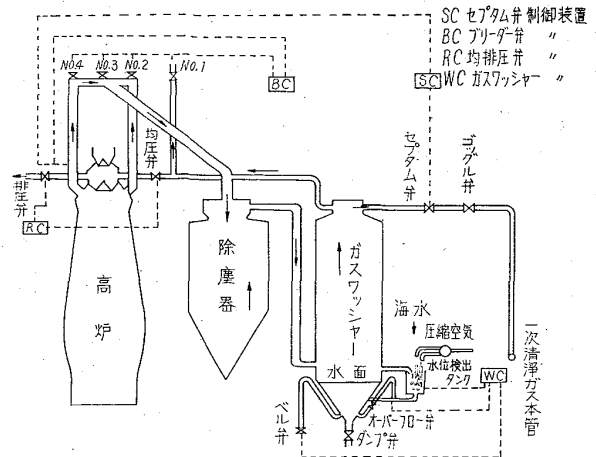 SC セプタム弁制御装置
BC ブリーダー弁 〃
RC 均排圧弁 〃
WC ガスワッシャー 〃
No.4 No.3 No.2 No.1
BC
SC
均圧弁
排圧弁
RC
セプタム弁
ゴッグル弁
高炉
除塵器
ガスワッシャー
海水
圧縮空気
水位検出
タンク
WC
一次清浄ガス本管
水面
オーバーフロー弁
ベル弁
ダンプ弁